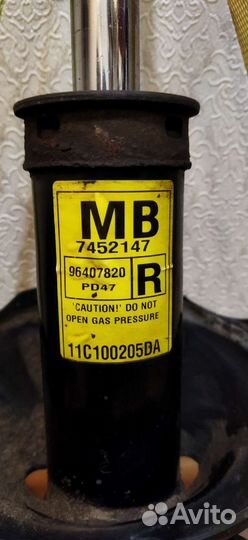 MB
7452147
96407820 R
PD47
'CAUTION!' DO NOT
OPEN GAS PRESSURE
11C100205DA
Avito